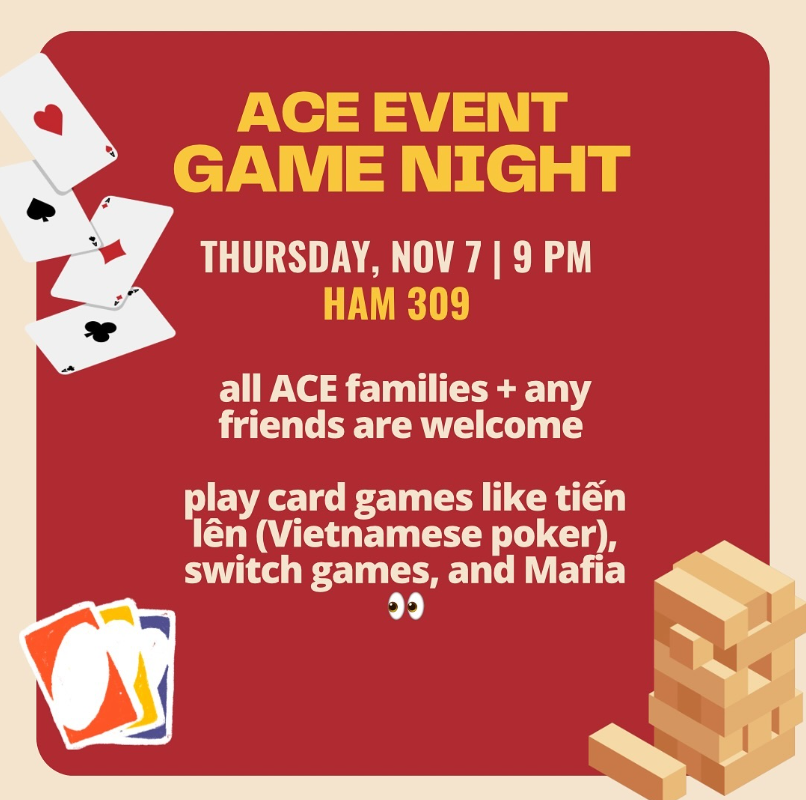 ACE EVENT
GAME NIGHT
THURSDAY, NOV 7 | 9 PM
HAM 309
all ACE families + any
friends are welcome
play card games like tiến
lên (Vietnamese poker),
switch games, and Mafia
👀